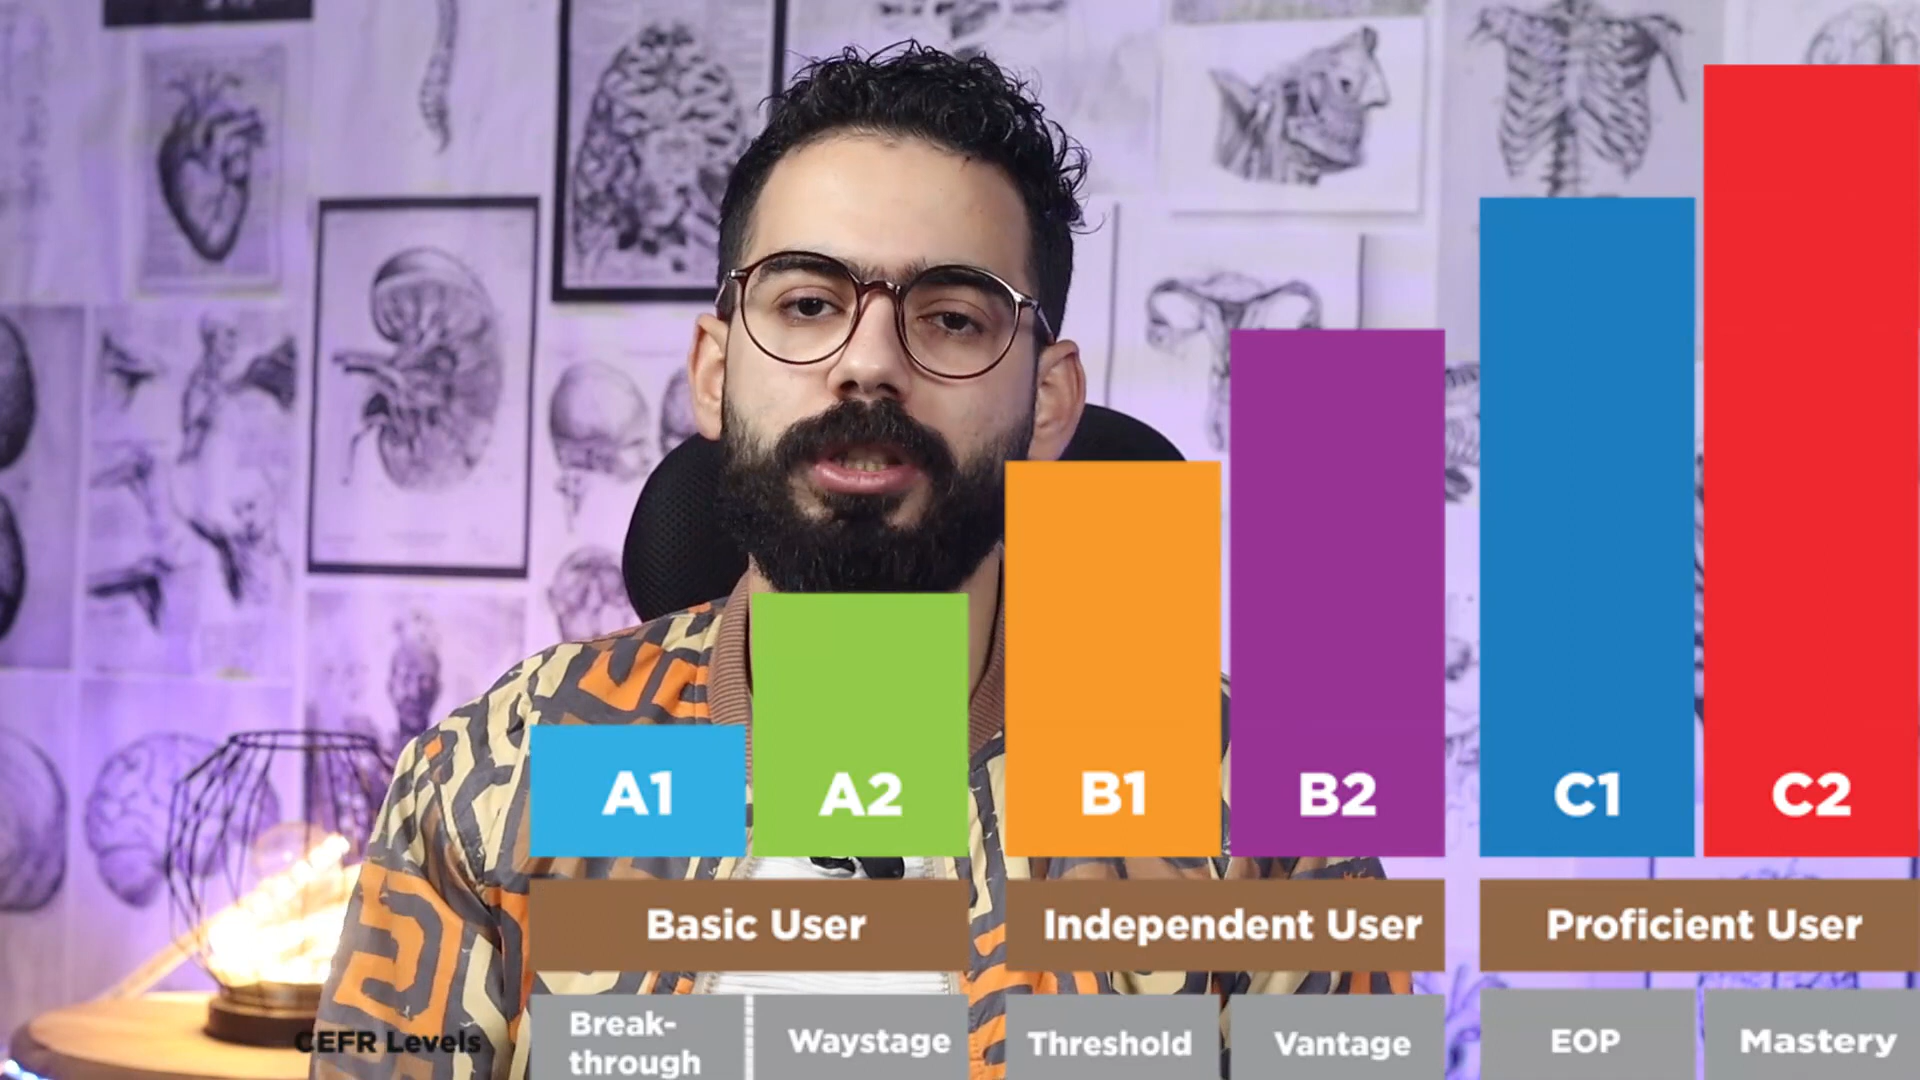 A1
A2
B1
B2
C1
C2
Basic User
Independent User
Proficient User
CEFR Levels
Break-
through
Waystage
Threshold
Vantage
EOP
Mastery